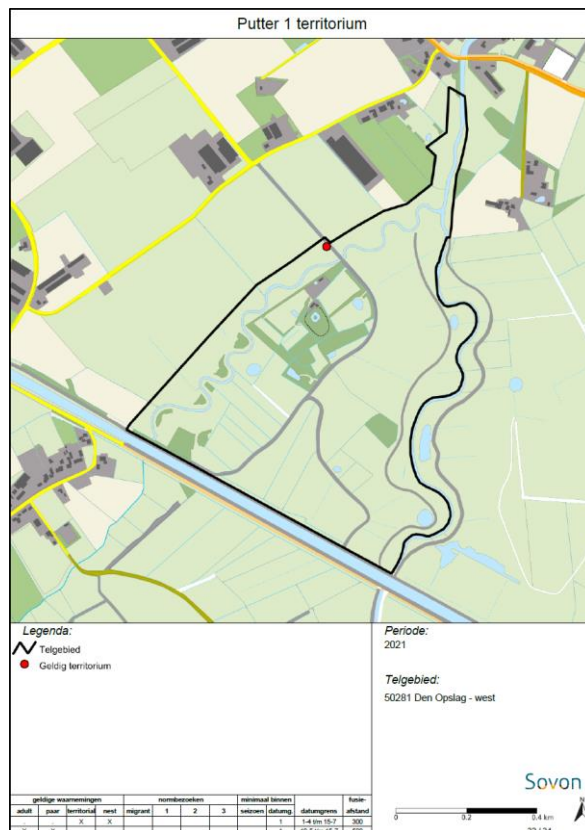 Putter 1 territorium
Legenda:
Telgebied
Geldig territorium
Periode:
2021
Telgebied:
50281 Den Opslag - west
Sovon
0 0.2 0.4 km
geldige waarnemingen normbezoeken minimaal binnen fusie-
adult paar territoriaal nest migrant 1 2 3 seizoen datumg. datumgrens afstand
. . X X 1 1-4 t/m 15-7 300